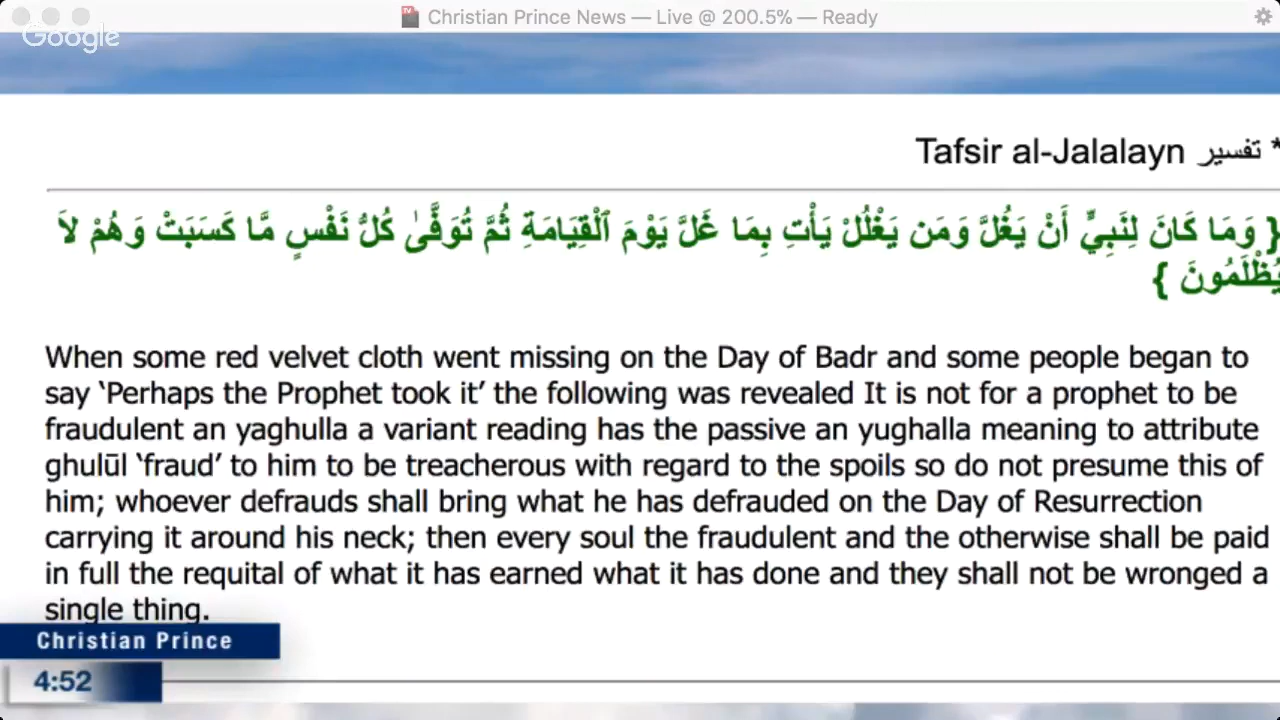 Christian Prince News — Live @ 200.5% — Ready
Google
* تفسير Tafsir al-Jalalayn
{ وَمَا كَانَ لِنَبِيٍّ أَنْ يَغُلَّ وَمَن يَغْلُلْ يَأْتِ بِمَا غَلَّ يَوْمَ ٱلْقِيَامَةِ ثُمَّ تُوَفَّىٰ كُلُّ نَفْسٍ مَّا كَسَبَتْ وَهُمْ لاَ
يُظْلَمُونَ }
When some red velvet cloth went missing on the Day of Badr and some people began to
say ‘Perhaps the Prophet took it’ the following was revealed It is not for a prophet to be
fraudulent an yaghulla a variant reading has the passive an yughalla meaning to attribute
ghulūl ‘fraud’ to him to be treacherous with regard to the spoils so do not presume this of
him; whoever defrauds shall bring what he has defrauded on the Day of Resurrection
carrying it around his neck; then every soul the fraudulent and the otherwise shall be paid
in full the requital of what it has earned what it has done and they shall not be wronged a
single thing.
Christian Prince
4:52